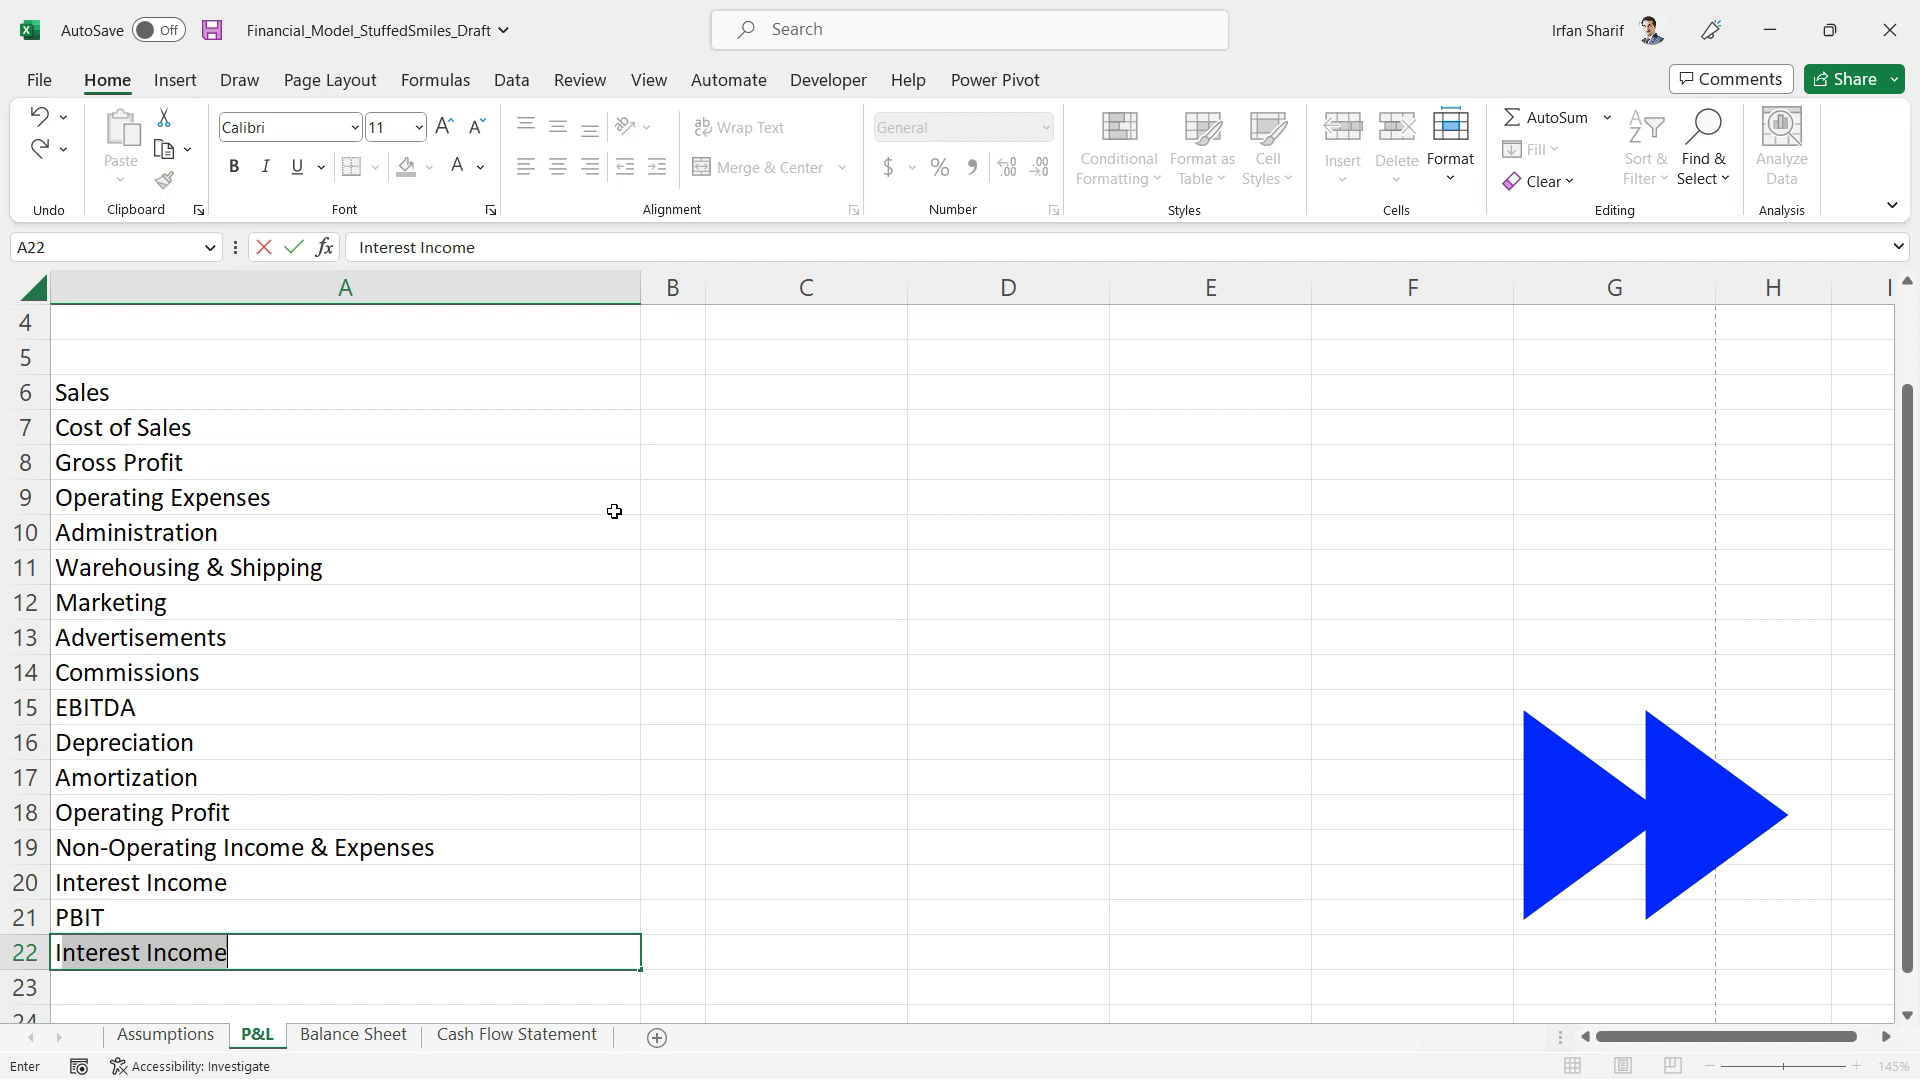 AutoSave Off Financial_Model_StuffedSmiles_Draft Search Irfan Sharif
File Home Insert Draw Page Layout Formulas Data Review View Automate Developer Help Power Pivot Comments Share
Paste
Calibri 11
Wrap Text
Merge & Center
General
Conditional Formatting
Format as Table
Cell Styles
Insert Delete Format
AutoSum
Fill
Clear
Sort & Filter
Find & Select
Analyze Data
Undo Clipboard Font Alignment Number Styles Cells Editing Analysis
A22 fx Interest Income
A B C D E F G H I
4
5
6 Sales
7 Cost of Sales
8 Gross Profit
9 Operating Expenses
10 Administration
11 Warehousing & Shipping
12 Marketing
13 Advertisements
14 Commissions
15 EBITDA
16 Depreciation
17 Amortization
18 Operating Profit
19 Non-Operating Income & Expenses
20 Interest Income
21 PBIT
22 Interest Income
23
24
Assumptions P&L Balance Sheet Cash Flow Statement
Enter Accessibility: Investigate 145%